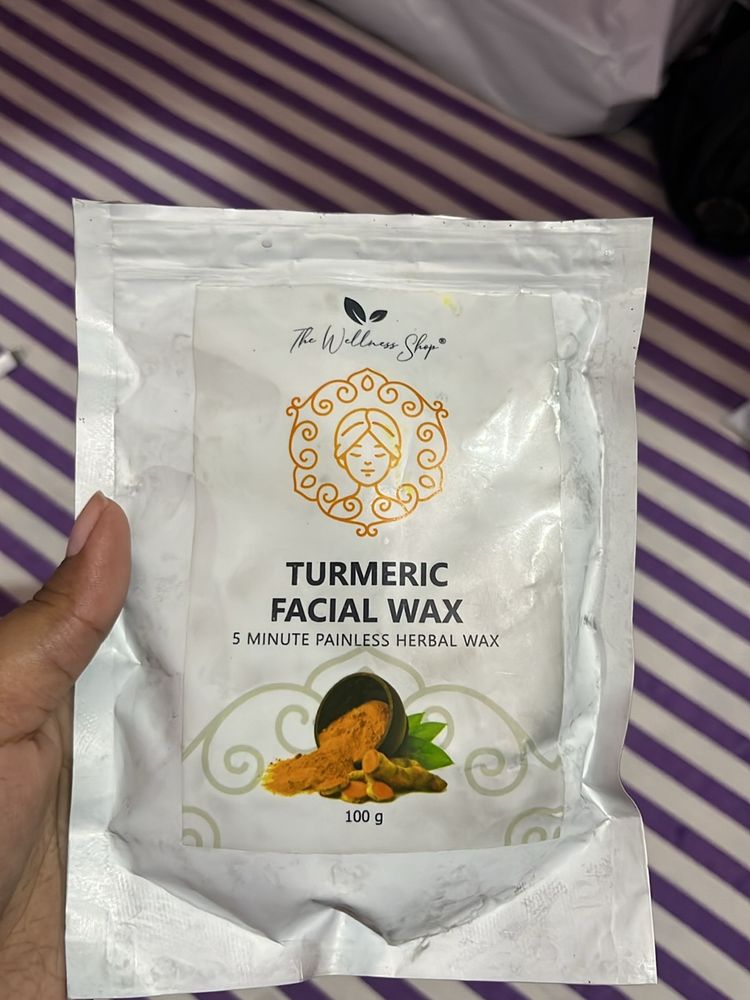 The Wellness Shop®
TURMERIC
FACIAL WAX
5 MINUTE PAINLESS HERBAL WAX
100 g